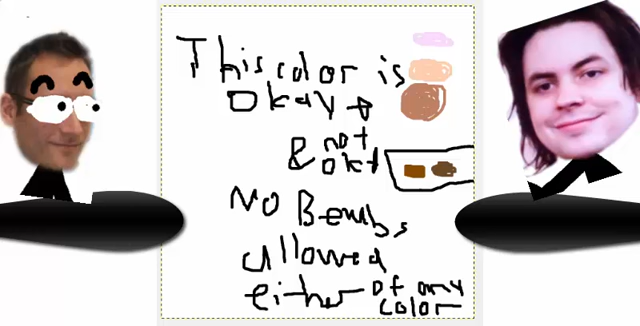 This color is
okay &
& not
okay
No Bombs
allowed
either of any
color